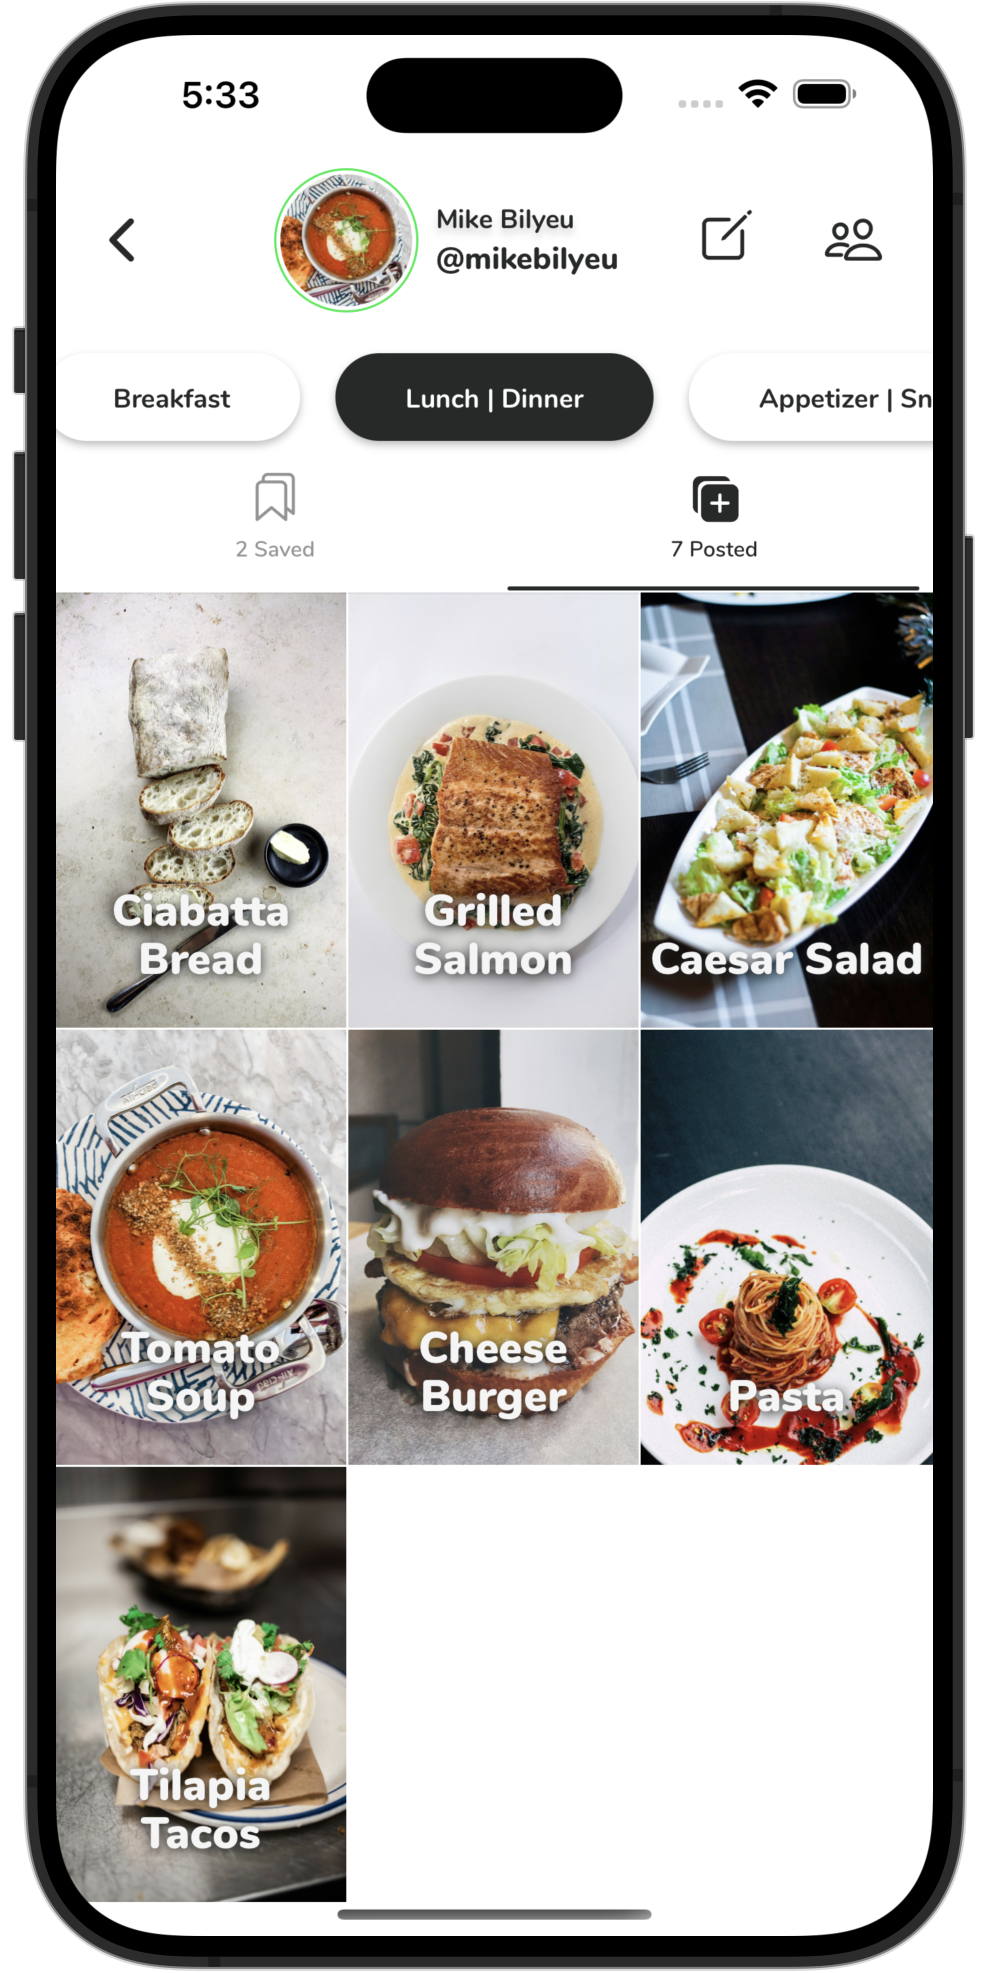 5:33
Mike Bilyeu
@mikebilyeu
Breakfast
Lunch | Dinner
Appetizer | Sn
2 Saved
7 Posted
Ciabatta
Bread
Grilled
Salmon
Caesar Salad
Tomato
Soup
Cheese
Burger
Pasta
Tilapia
Tacos